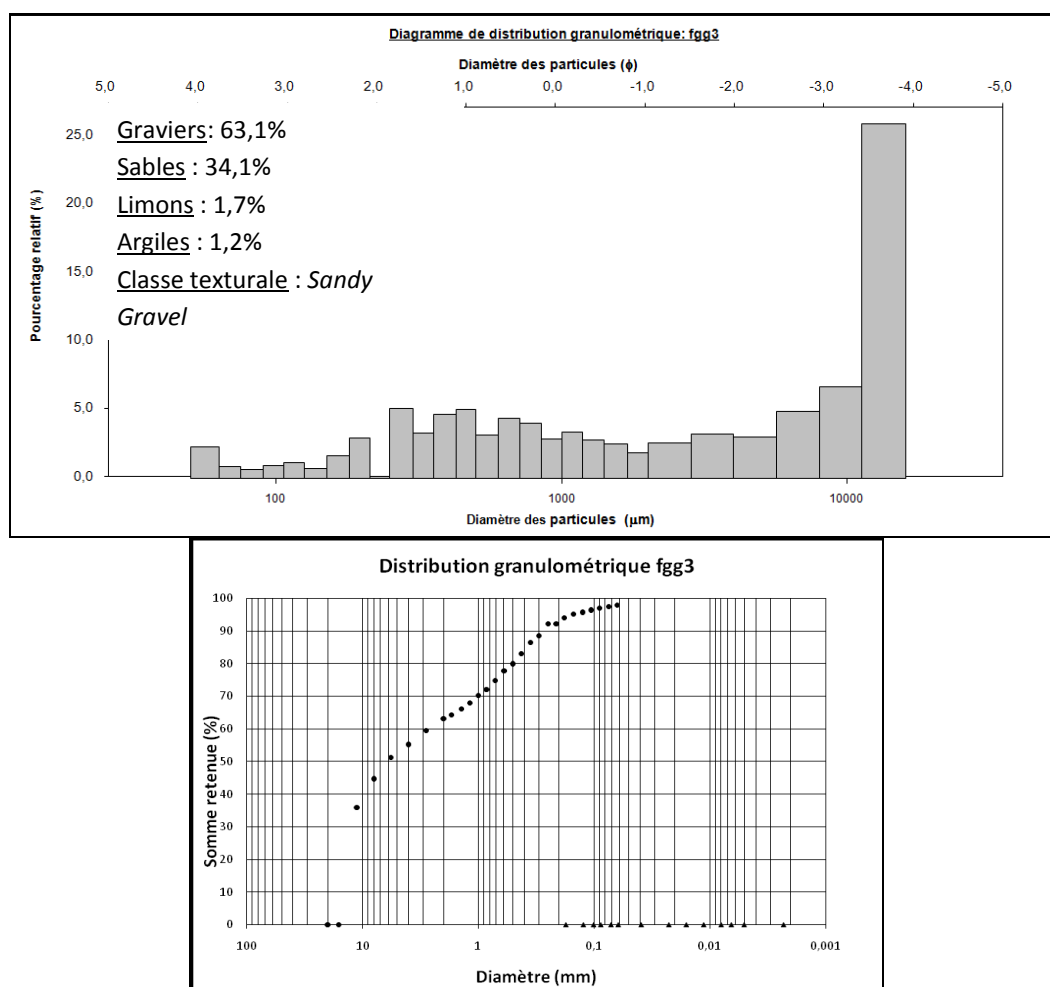 Diagramme de distribution granulométrique: fgg3
Diamètre des particules (ϕ)
5,0 4,0 3,0 2,0 1,0 0,0 -1,0 -2,0 -3,0 -4,0 -5,0
Graviers: 63,1%
Sables : 34,1%
Limons : 1,7%
Argiles : 1,2%
Classe texturale : Sandy
Gravel
Pourcentage relatif (%)
25,0
20,0
15,0
10,0
5,0
0,0
100 1000 10000
Diamètre des particules (µm)
Distribution granulométrique fgg3
Somme retenue (%)
100
90
80
70
60
50
40
30
20
10
0
100 10 1 0,1 0,01 0,001
Diamètre (mm)